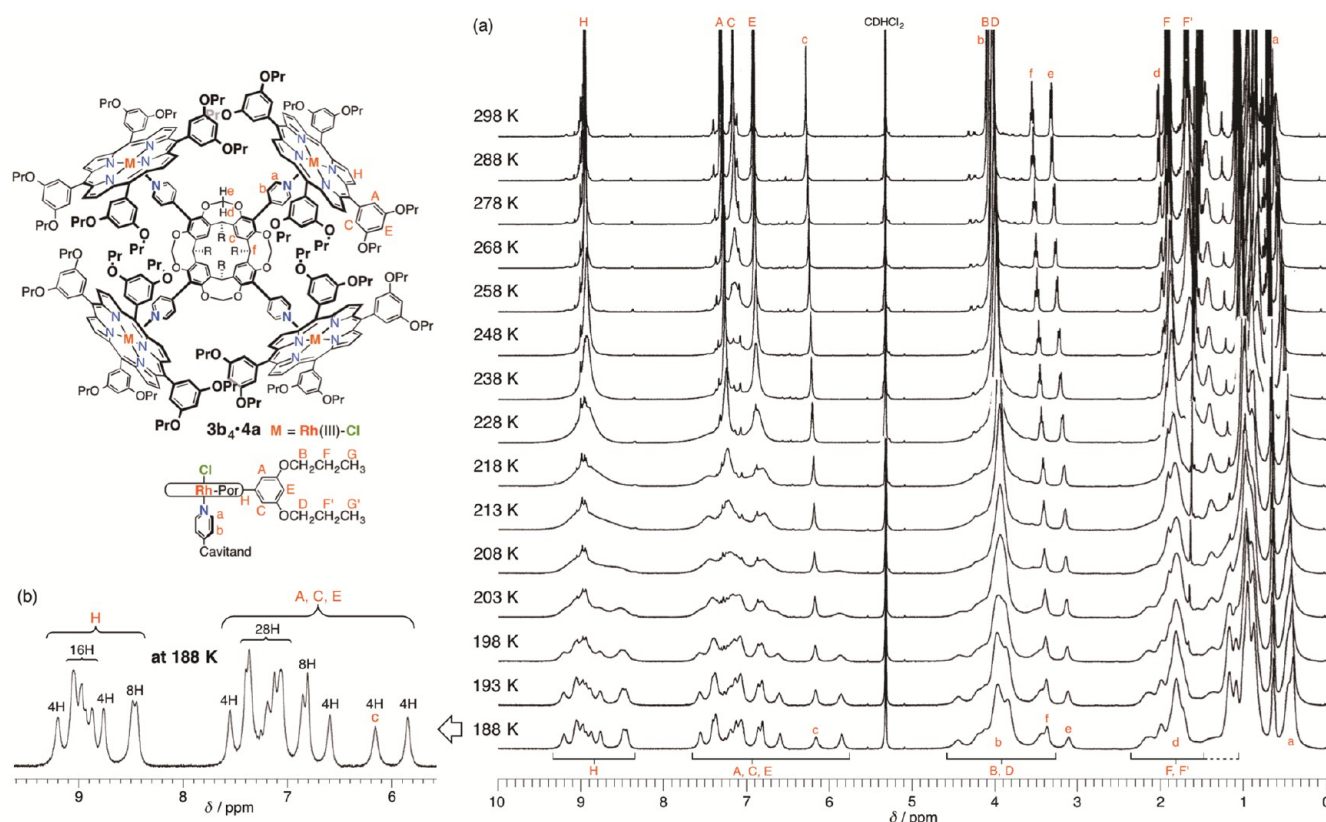 (a)
H
A C E
c
CDHCl₂
B D
b
f
e
F F'
d
a
298 K
288 K
278 K
268 K
258 K
248 K
238 K
228 K
218 K
213 K
208 K
203 K
198 K
193 K
188 K
c
b
f
e
d
a
H
A, C, E
B, D
F, F'
10 9 8 7 6 5 4 3 2 1 0
δ / ppm
PrO OPr
OPr
PrO
OPr
M
N
H
e
H
d
a
b
c
f
R
A
C
E
H
3b₄•4a M = Rh(III)-Cl
Cl
Rh-Por
N
a
b
Cavitand
H
A
C
E
B F G
OCH₂CH₂CH₃
D F' G'
OCH₂CH₂CH₃
(b)
H
A, C, E
16H
at 188 K
28H
4H
4H
8H
4H
8H
4H
4H
c
4H
9 8 7 6
δ / ppm